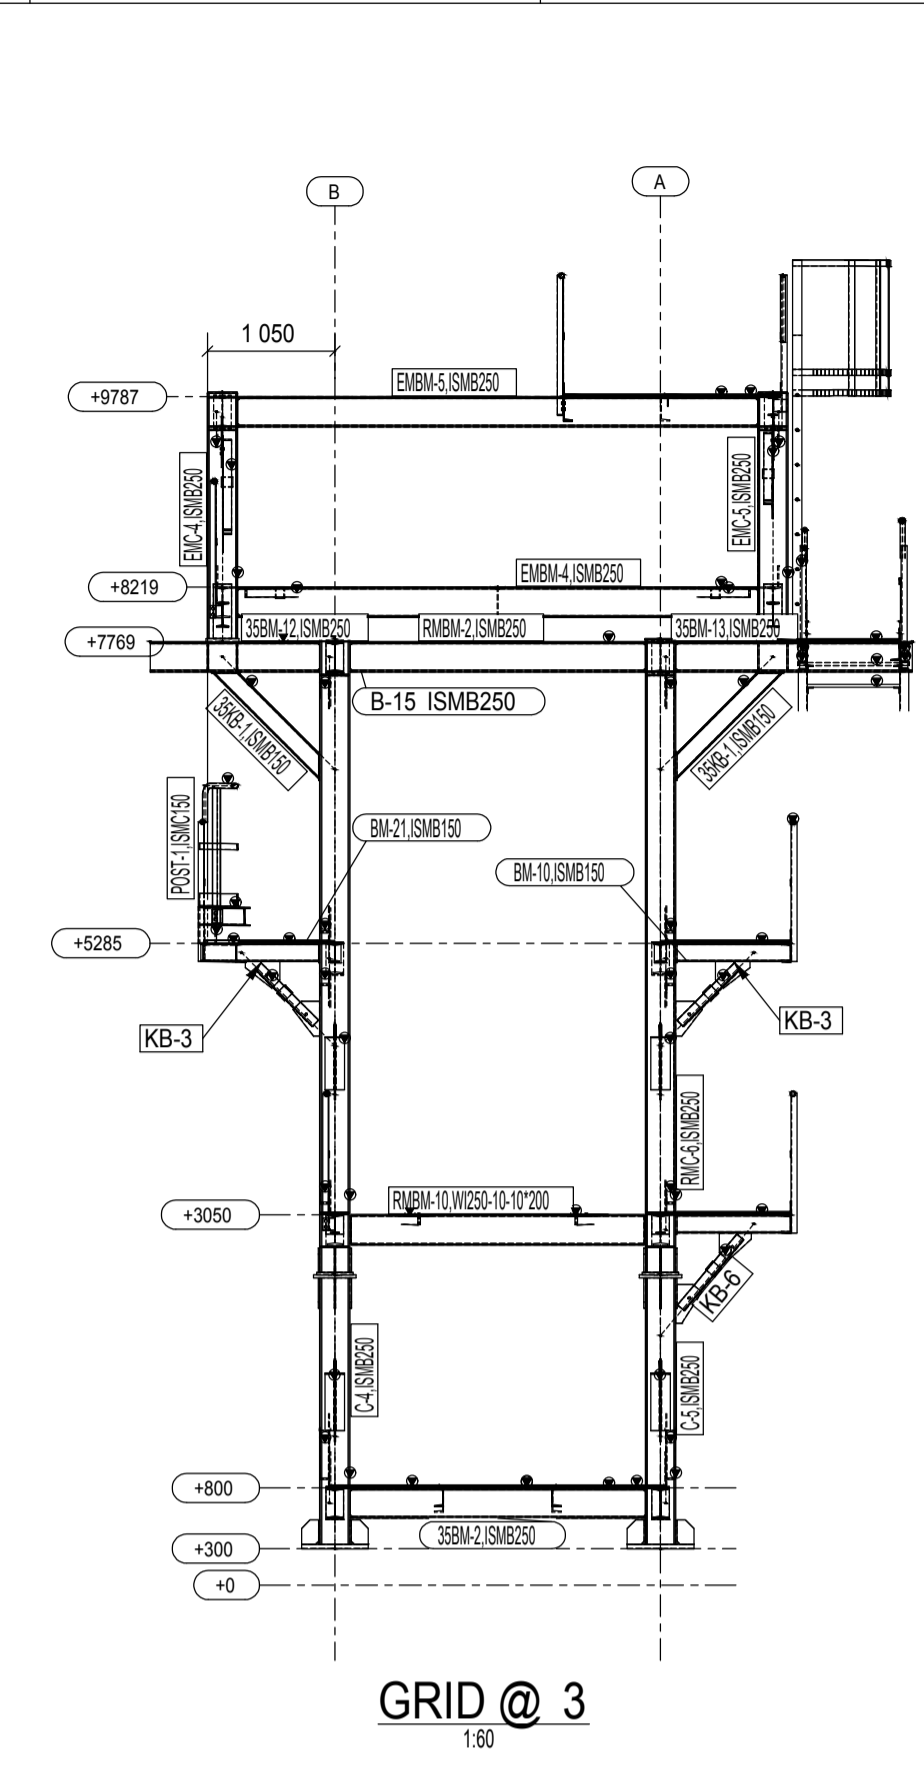 B
A
1 050
EMBM-5,ISMB250
+9787
EMC-4,ISMB250
EMC-5,ISMB250
EMBM-4,ISMB250
+8219
35BM-12,ISMB250
RMBM-2,ISMB250
35BM-13,ISMB250
+7769
B-15 ISMB250
35KB-1,ISMB150
35KB-1,ISMB150
POST-1,ISMC150
BM-21,ISMB150
BM-10,ISMB150
+5285
KB-3
KB-3
RMC-6,ISMB250
RMBM-10,WI250-10-10*200
+3050
KB-6
C-4,ISMB250
C-5,ISMB250
+800
35BM-2,ISMB250
+300
+0
GRID @ 3
1:60